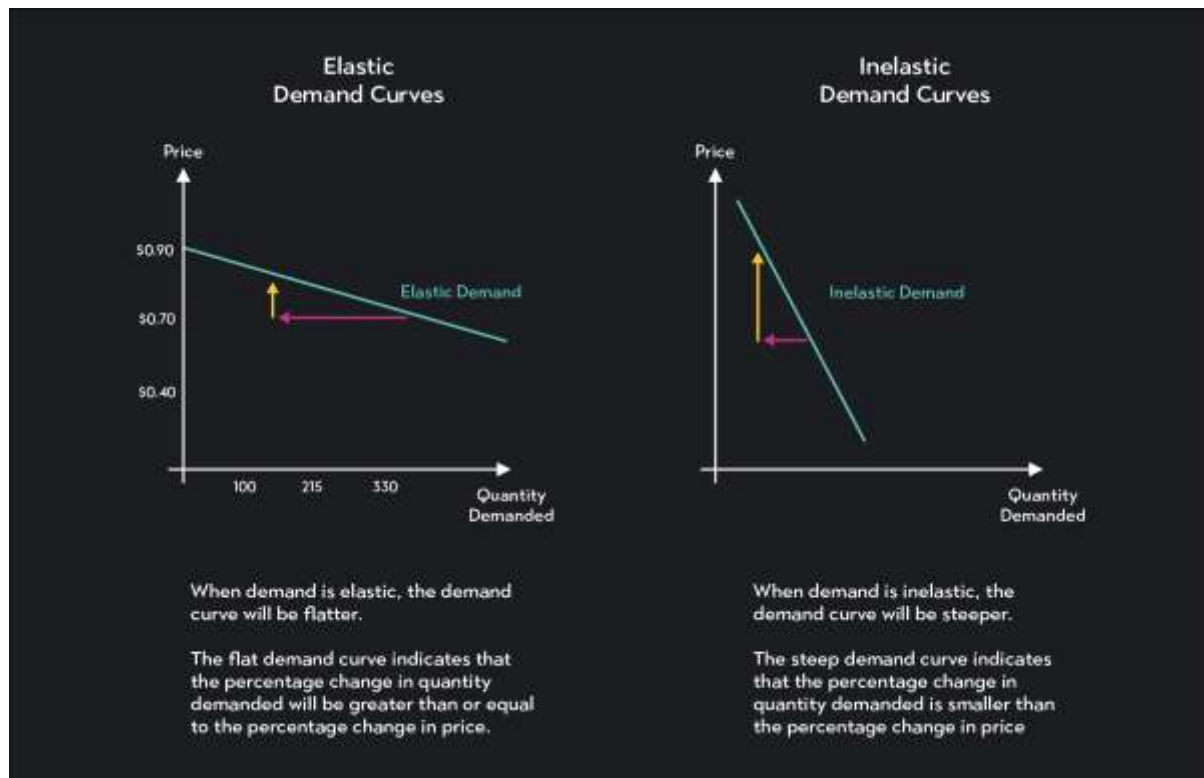 Elastic
Demand Curves
Price
$0.90
$0.70
$0.40
Elastic Demand
100
215
330
Quantity
Demanded
When demand is elastic, the demand
curve will be flatter.
The flat demand curve indicates that
the percentage change in quantity
demanded will be greater than or equal
to the percentage change in price.
Inelastic
Demand Curves
Price
Inelastic Demand
Quantity
Demanded
When demand is inelastic, the
demand curve will be steeper.
The steep demand curve indicates
that the percentage change in
quantity demanded is smaller than
the percentage change in price